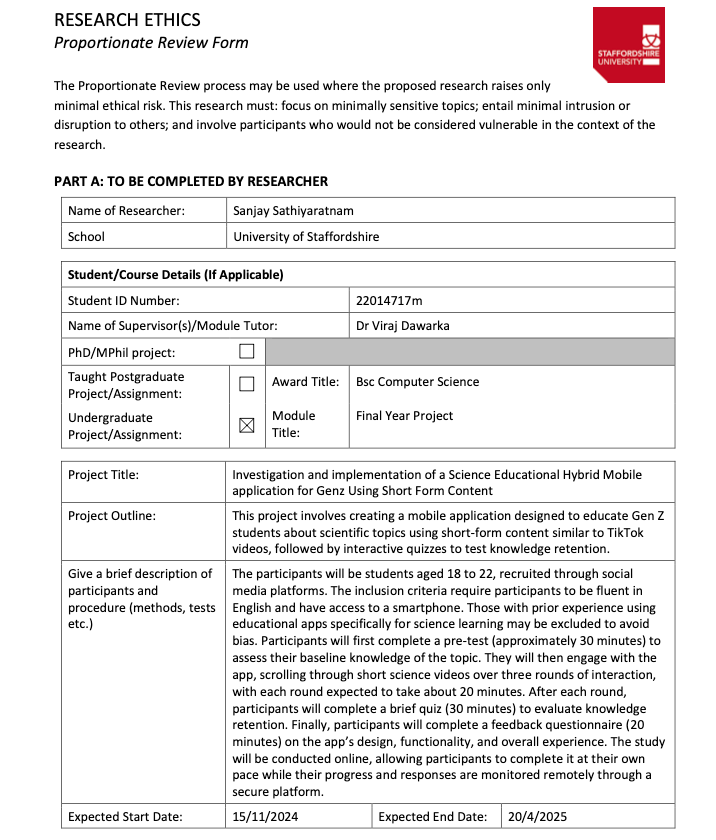 RESEARCH ETHICS
Proportionate Review Form
STAFFORDSHIRE
UNIVERSITY
The Proportionate Review process may be used where the proposed research raises only
minimal ethical risk. This research must: focus on minimally sensitive topics; entail minimal intrusion or
disruption to others; and involve participants who would not be considered vulnerable in the context of the
research.
PART A: TO BE COMPLETED BY RESEARCHER
Name of Researcher: Sanjay Sathiyaratnam
School University of Staffordshire
Student/Course Details (If Applicable)
Student ID Number: 22014717m
Name of Supervisor(s)/Module Tutor: Dr Viraj Dawarka
PhD/MPhil project: ☐
Taught Postgraduate
Project/Assignment: ☐ Award Title: Bsc Computer Science
Undergraduate
Project/Assignment: ☒ Module
Title: Final Year Project
Project Title: Investigation and implementation of a Science Educational Hybrid Mobile
application for Genz Using Short Form Content
Project Outline: This project involves creating a mobile application designed to educate Gen Z
students about scientific topics using short-form content similar to TikTok
videos, followed by interactive quizzes to test knowledge retention.
Give a brief description of
participants and
procedure (methods, tests
etc.)
The participants will be students aged 18 to 22, recruited through social
media platforms. The inclusion criteria require participants to be fluent in
English and have access to a smartphone. Those with prior experience using
educational apps specifically for science learning may be excluded to avoid
bias. Participants will first complete a pre-test (approximately 30 minutes) to
assess their baseline knowledge of the topic. They will then engage with the
app, scrolling through short science videos over three rounds of interaction,
with each round expected to take about 20 minutes. After each round,
participants will complete a brief quiz (30 minutes) to evaluate knowledge
retention. Finally, participants will complete a feedback questionnaire (20
minutes) on the app's design, functionality, and overall experience. The study
will be conducted online, allowing participants to complete it at their own
pace while their progress and responses are monitored remotely through a
secure platform.
Expected Start Date: 15/11/2024 Expected End Date: 20/4/2025